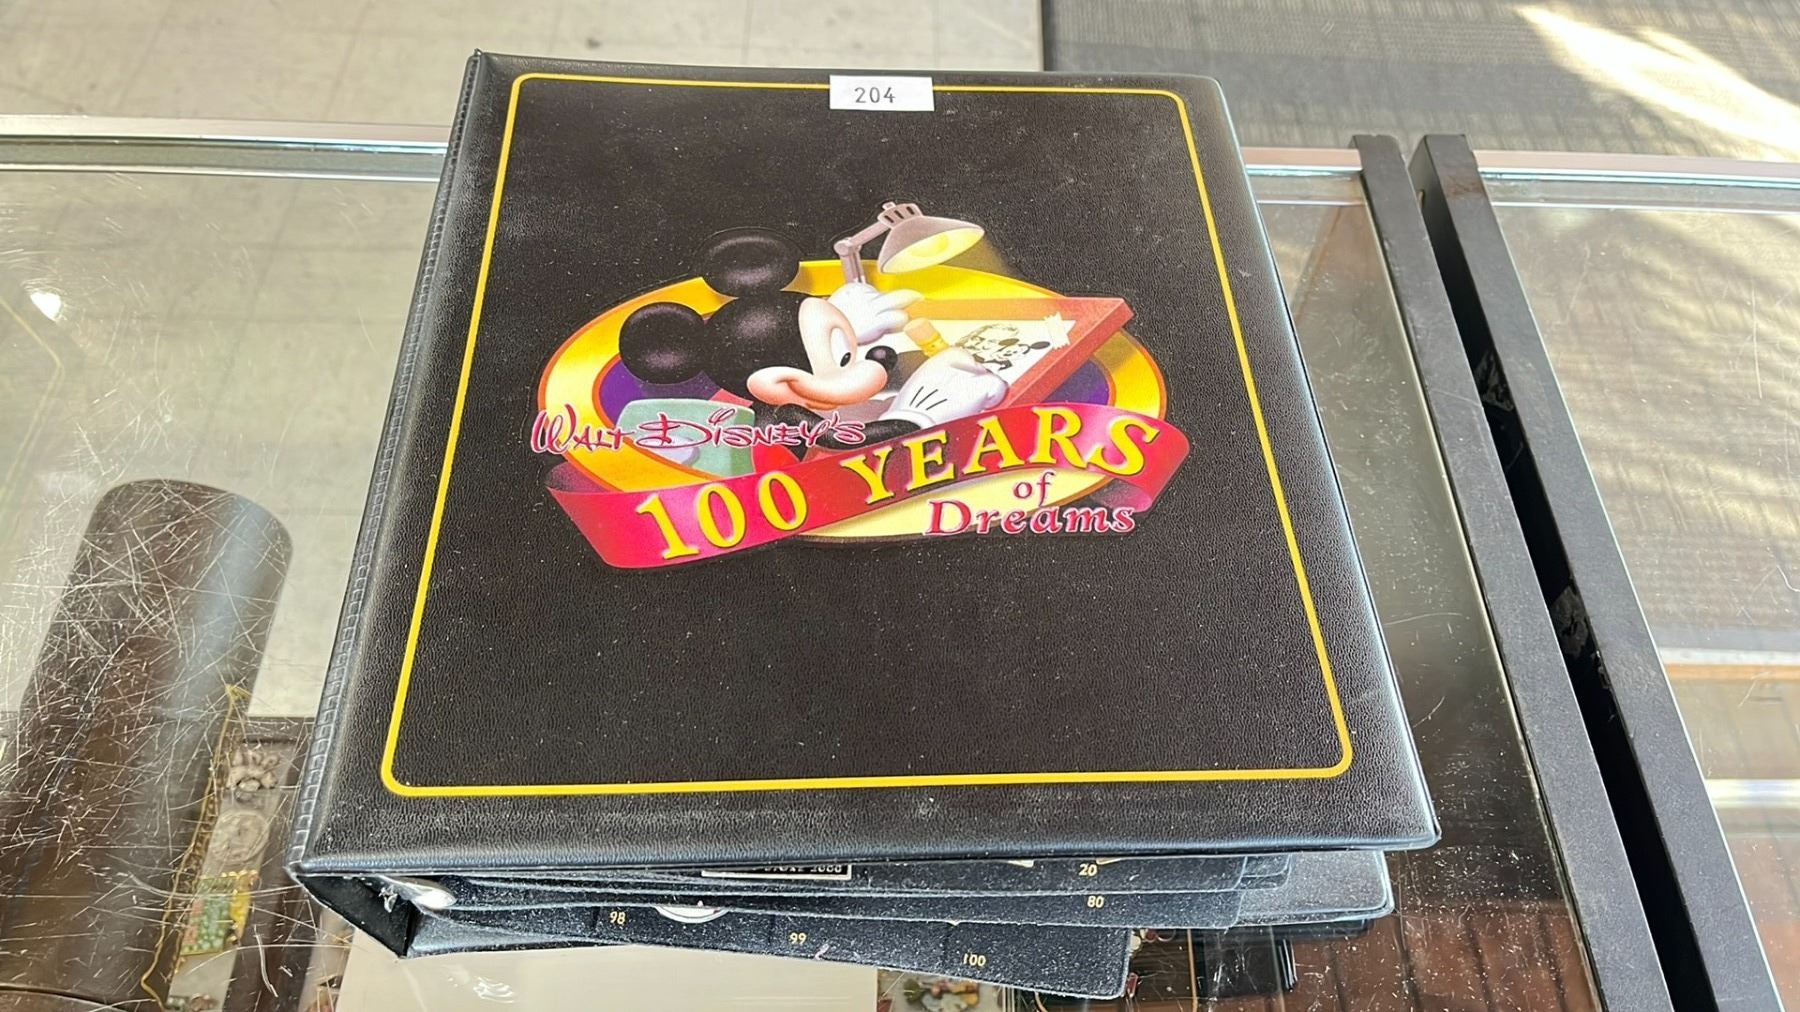 204
WALT DISNEY'S
100 YEARS
of
Dreams
20
80
98
99
100